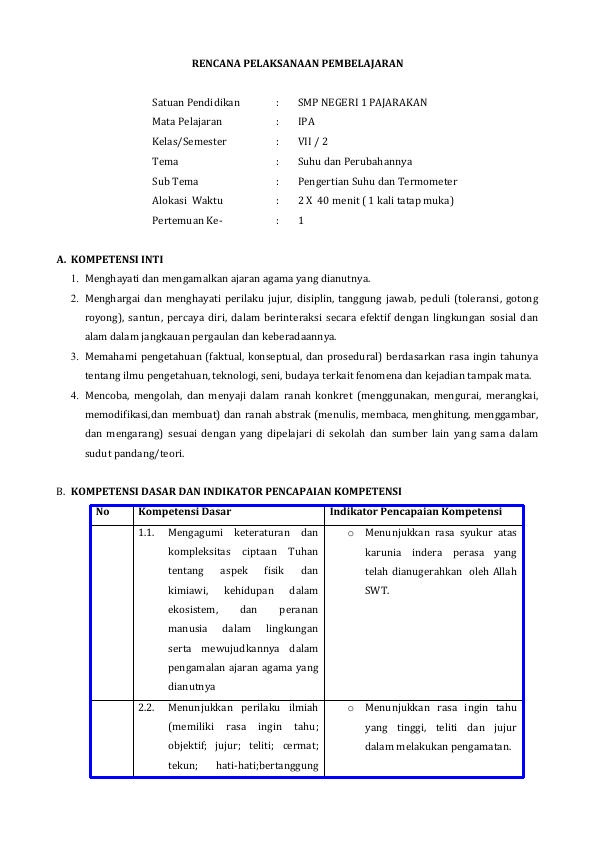 RENCANA PELAKSANAAN PEMBELAJARAN
Satuan Pendidikan : SMP NEGERI 1 PAJARAKAN
Mata Pelajaran : IPA
Kelas/Semester : VII / 2
Tema : Suhu dan Perubahannya
Sub Tema : Pengertian Suhu dan Termometer
Alokasi Waktu : 2 X 40 menit ( 1 kali tatap muka)
Pertemuan Ke- : 1
A. KOMPETENSI INTI
1. Menghayati dan mengamalkan ajaran agama yang dianutnya.
2. Menghargai dan menghayati perilaku jujur, disiplin, tanggung jawab, peduli (toleransi, gotong
royong), santun, percaya diri, dalam berinteraksi secara efektif dengan lingkungan sosial dan
alam dalam jangkauan pergaulan dan keberadaannya.
3. Memahami pengetahuan (faktual, konseptual, dan prosedural) berdasarkan rasa ingin tahunya
tentang ilmu pengetahuan, teknologi, seni, budaya terkait fenomena dan kejadian tampak mata.
4. Mencoba, mengolah, dan menyaji dalam ranah konkret (menggunakan, mengurai, merangkai,
memodifikasi,dan membuat) dan ranah abstrak (menulis, membaca, menghitung, menggambar,
dan mengarang) sesuai dengan yang dipelajari di sekolah dan sumber lain yang sama dalam
sudut pandang/teori.
B. KOMPETENSI DASAR DAN INDIKATOR PENCAPAIAN KOMPETENSI
No Kompetensi Dasar Indikator Pencapaian Kompetensi
1.1. Mengagumi keteraturan dan
kompleksitas ciptaan Tuhan
tentang aspek fisik dan
kimiawi, kehidupan dalam
ekosistem, dan peranan
manusia dalam lingkungan
serta mewujudkannya dalam
pengamalan ajaran agama yang
dianutnya
o Menunjukkan rasa syukur atas
karunia indera perasa yang
telah dianugerahkan oleh Allah
SWT.
2.2. Menunjukkan perilaku ilmiah
(memiliki rasa ingin tahu;
objektif; jujur; teliti; cermat;
tekun; hati-hati;bertanggung
o Menunjukkan rasa ingin tahu
yang tinggi, teliti dan jujur
dalam melakukan pengamatan.